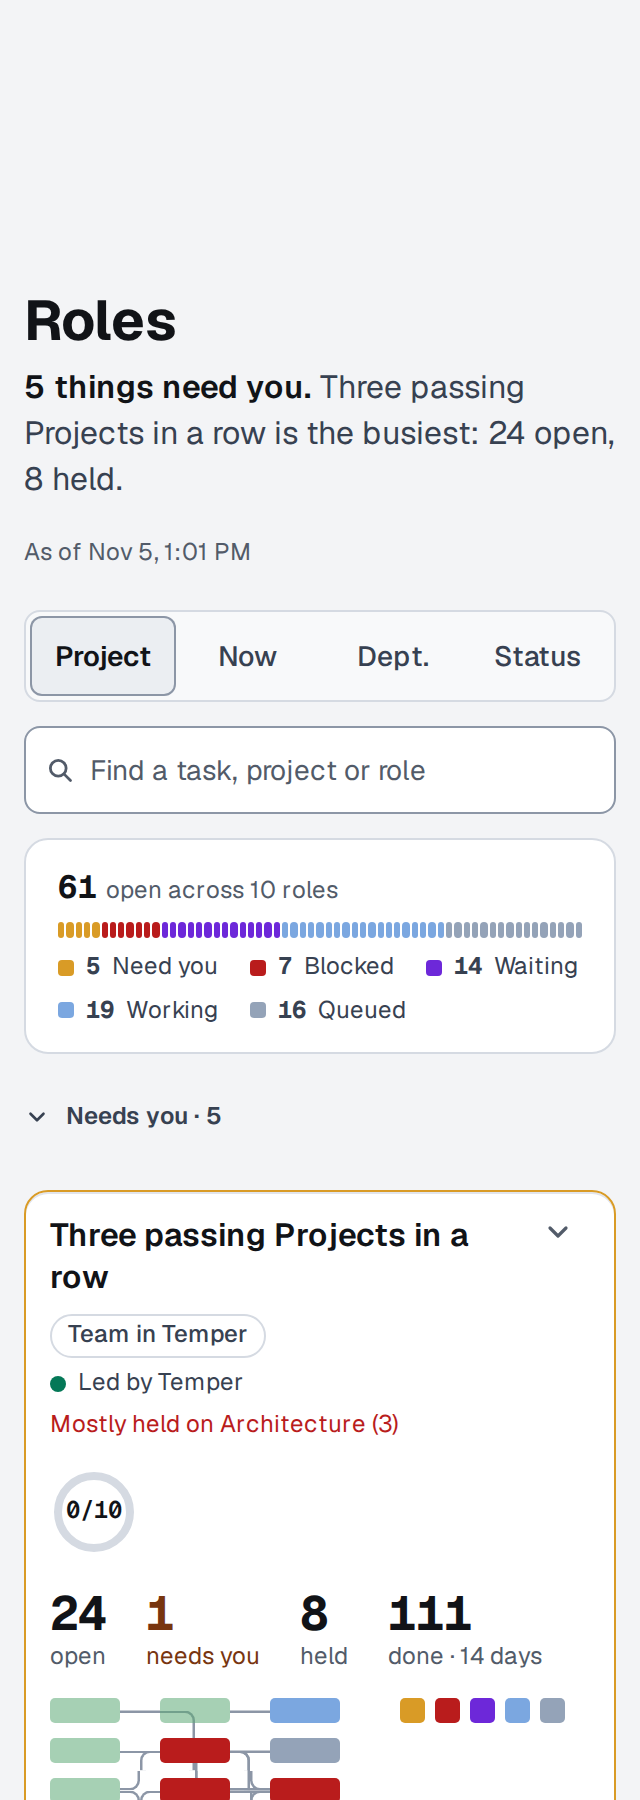 Roles
5 things need you. Three passing
Projects in a row is the busiest: 24 open,
8 held.
As of Nov 5, 1:01 PM
Project Now Dept. Status
Find a task, project or role
61 open across 10 roles
5 Need you 7 Blocked 14 Waiting
19 Working 16 Queued
Needs you · 5
Three passing Projects in a
row
Team in Temper
Led by Temper
Mostly held on Architecture (3)
0/10
24 1 8 111
open needs you held done · 14 days